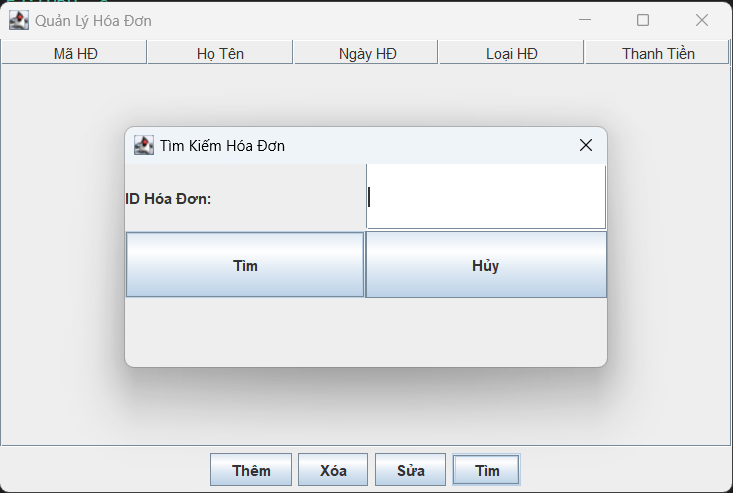 Quản Lý Hóa Đơn
Mã HĐ Họ Tên Ngày HĐ Loại HĐ Thanh Tiền
Tìm Kiếm Hóa Đơn
ID Hóa Đơn:
Tìm Hủy
Thêm Xóa Sửa Tìm